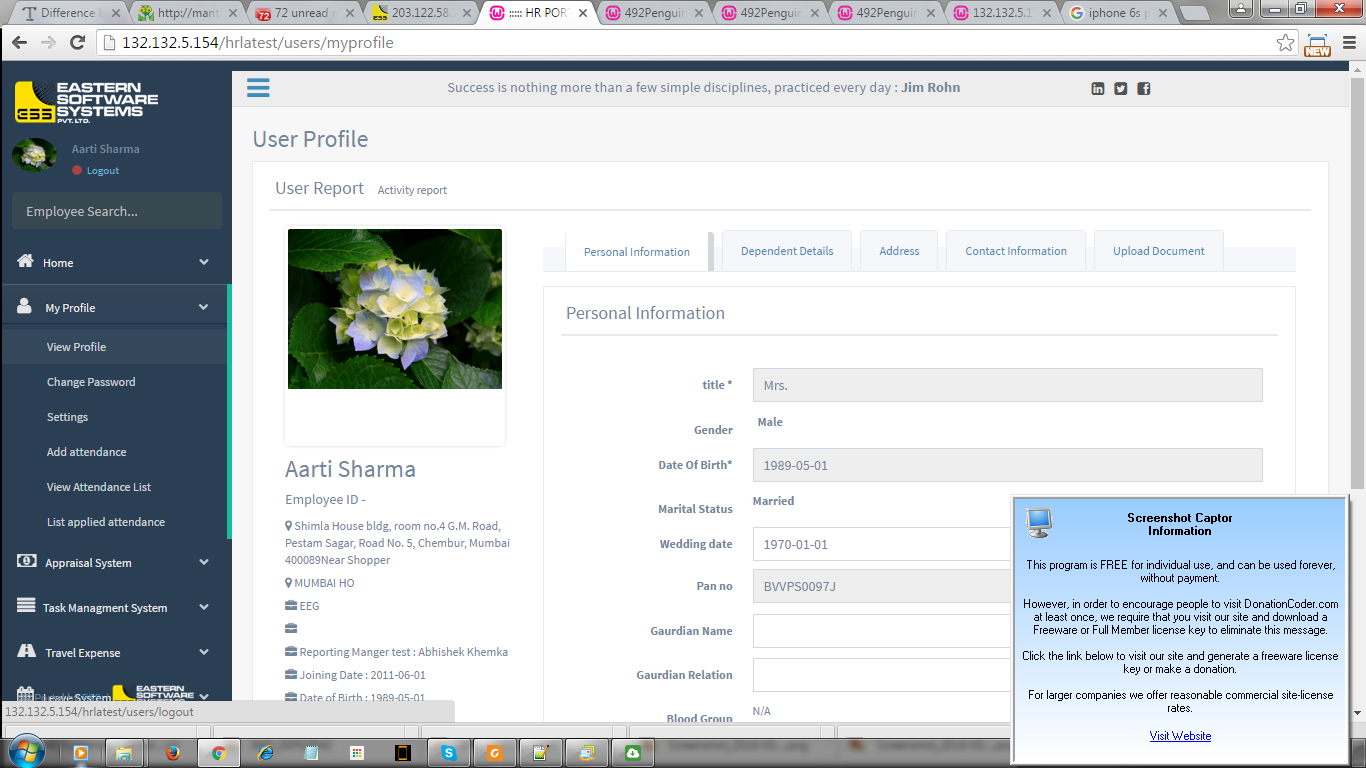 Difference b
http://mant
72 unread
203.122.58.
::::: HR POR
492Penguin
492Penguin
492Penguin
132.132.5.1
iphone 6s p
132.132.5.154/hrlatest/users/myprofile
NEW
EASTERN
SOFTWARE
SYSTEMS
PVT. LTD.
ESS
Success is nothing more than a few simple disciplines, practiced every day : Jim Rohn
Aarti Sharma
Logout
Employee Search...
Home
My Profile
View Profile
Change Password
Settings
Add attendance
View Attendance List
List applied attendance
Appraisal System
Task Managment System
Travel Expense
Leave System
EASTERN
SOFTWARE
132.132.5.154/hrlatest/users/logout
User Profile
User Report Activity report
Aarti Sharma
Employee ID -
Shimla House bldg, room no.4 G.M. Road,
Pestam Sagar, Road No. 5, Chembur, Mumbai
400089Near Shopper
MUMBAI HO
EEG
Reporting Manger test : Abhishek Khemka
Joining Date : 2011-06-01
Date of Birth : 1989-05-01
Personal Information
Dependent Details
Address
Contact Information
Upload Document
Personal Information
title * Mrs.
Gender Male
Date Of Birth* 1989-05-01
Marital Status Married
Wedding date 1970-01-01
Pan no BVVPS0097J
Gaurdian Name
Gaurdian Relation
Blood Group N/A
Screenshot Captor
Information
This program is FREE for individual use, and can be used forever,
without payment.
However, in order to encourage people to visit DonationCoder.com
at least once, we require that you visit our site and download a
Freeware or Full Member license key to eliminate this message.
Click the link below to visit our site and generate a freeware license
key or make a donation.
For larger companies we offer reasonable commercial site-license
rates.
Visit Website